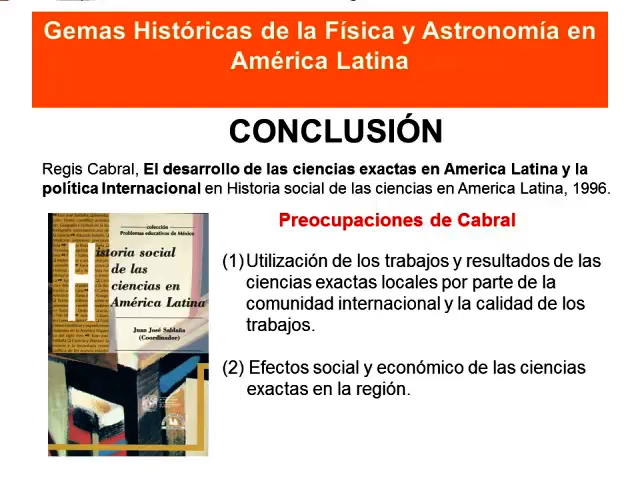 Gemas Históricas de la Física y Astronomía en
América Latina
CONCLUSIÓN
Regis Cabral, El desarrollo de las ciencias exactas en America Latina y la
política Internacional en Historia social de las ciencias en America Latina, 1996.
Preocupaciones de Cabral
(1) Utilización de los trabajos y resultados de las
ciencias exactas locales por parte de la
comunidad internacional y la calidad de los
trabajos.
(2) Efectos social y económico de las ciencias
exactas en la región.
colección
Problemas educativos de México
Historia social
de las
ciencias en
América Latina
Juan José Saldaña
(Coordinador)